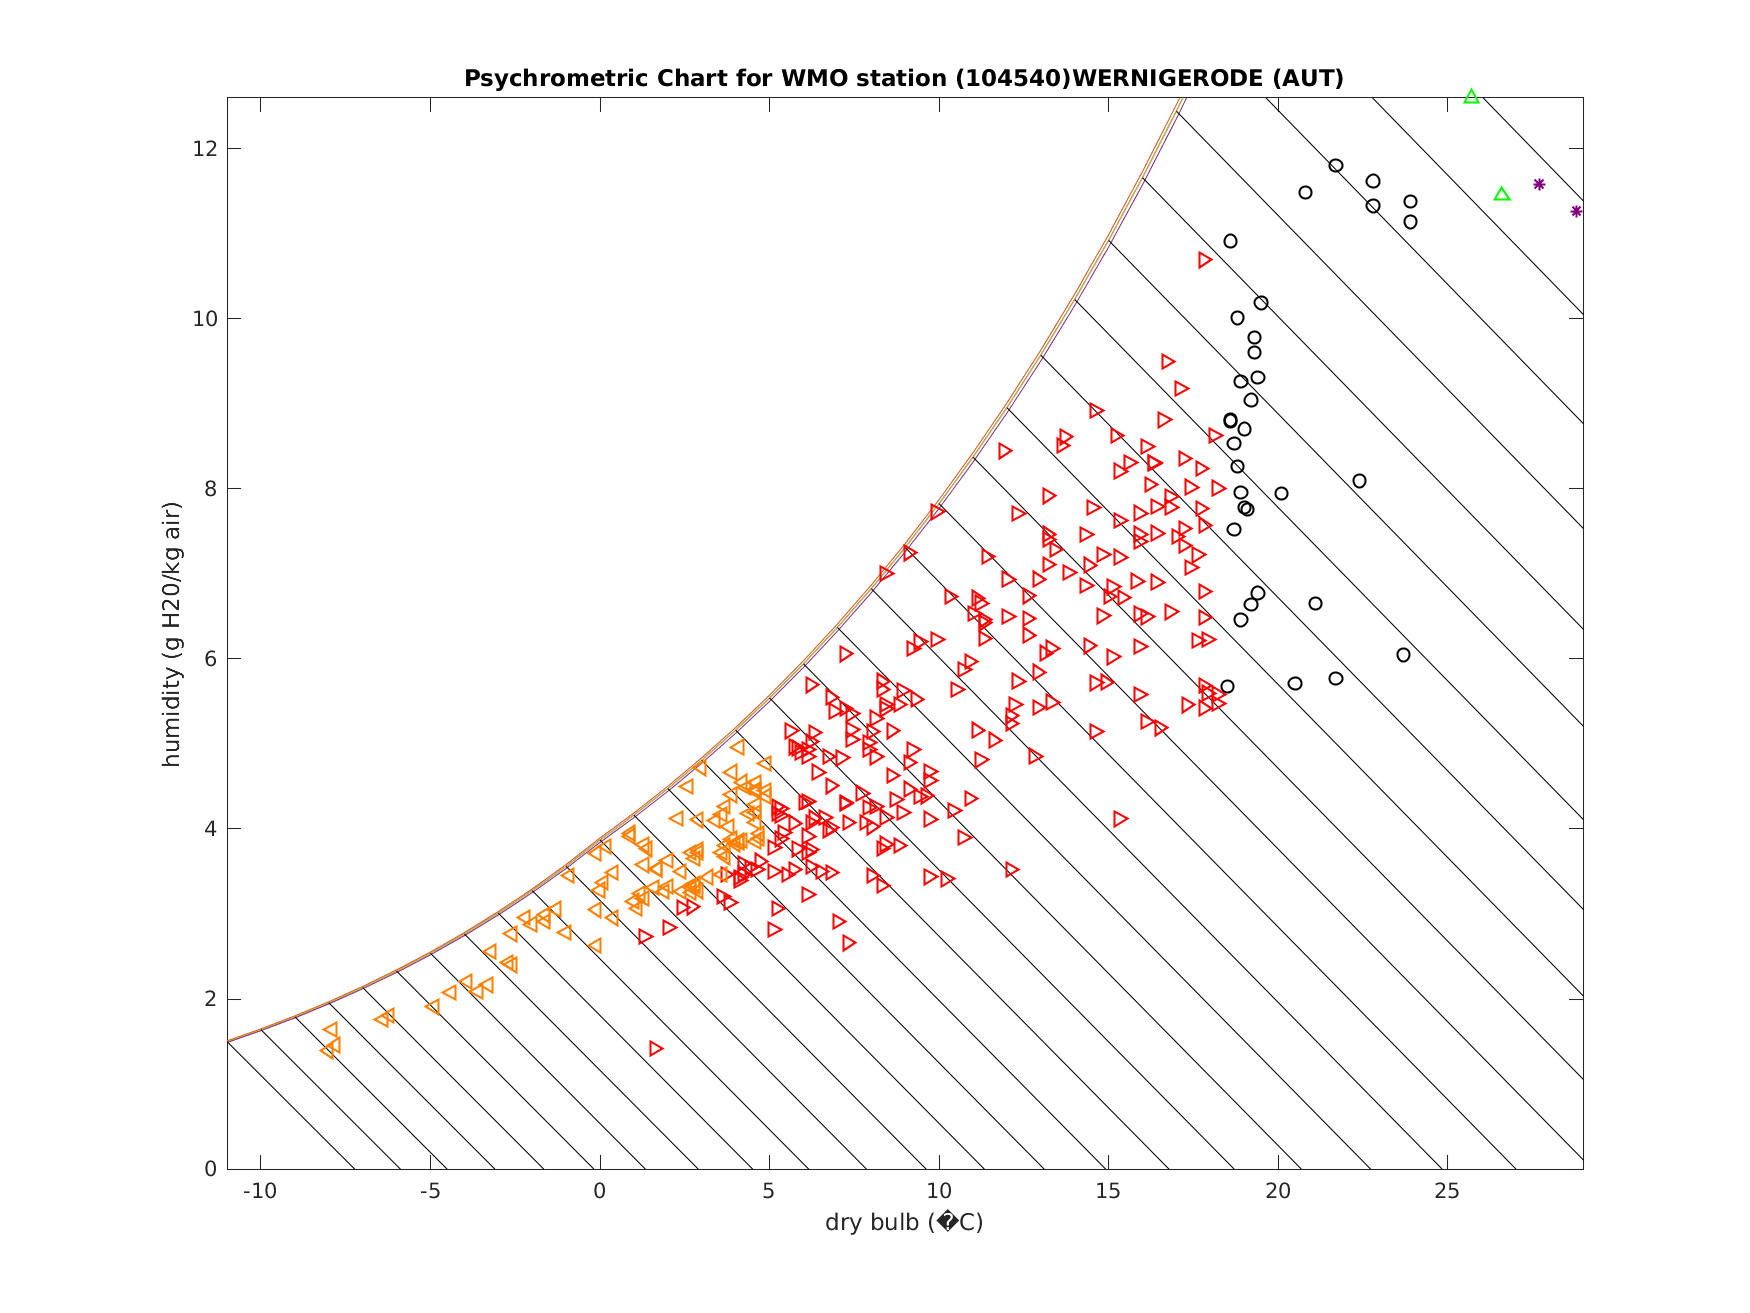 Psychrometric Chart for WMO station (104540)WERNIGERODE (AUT)
humidity (g H20/kg air)
12
10
8
6
4
2
0
-10 -5 0 5 10 15 20 25
dry bulb (�C)